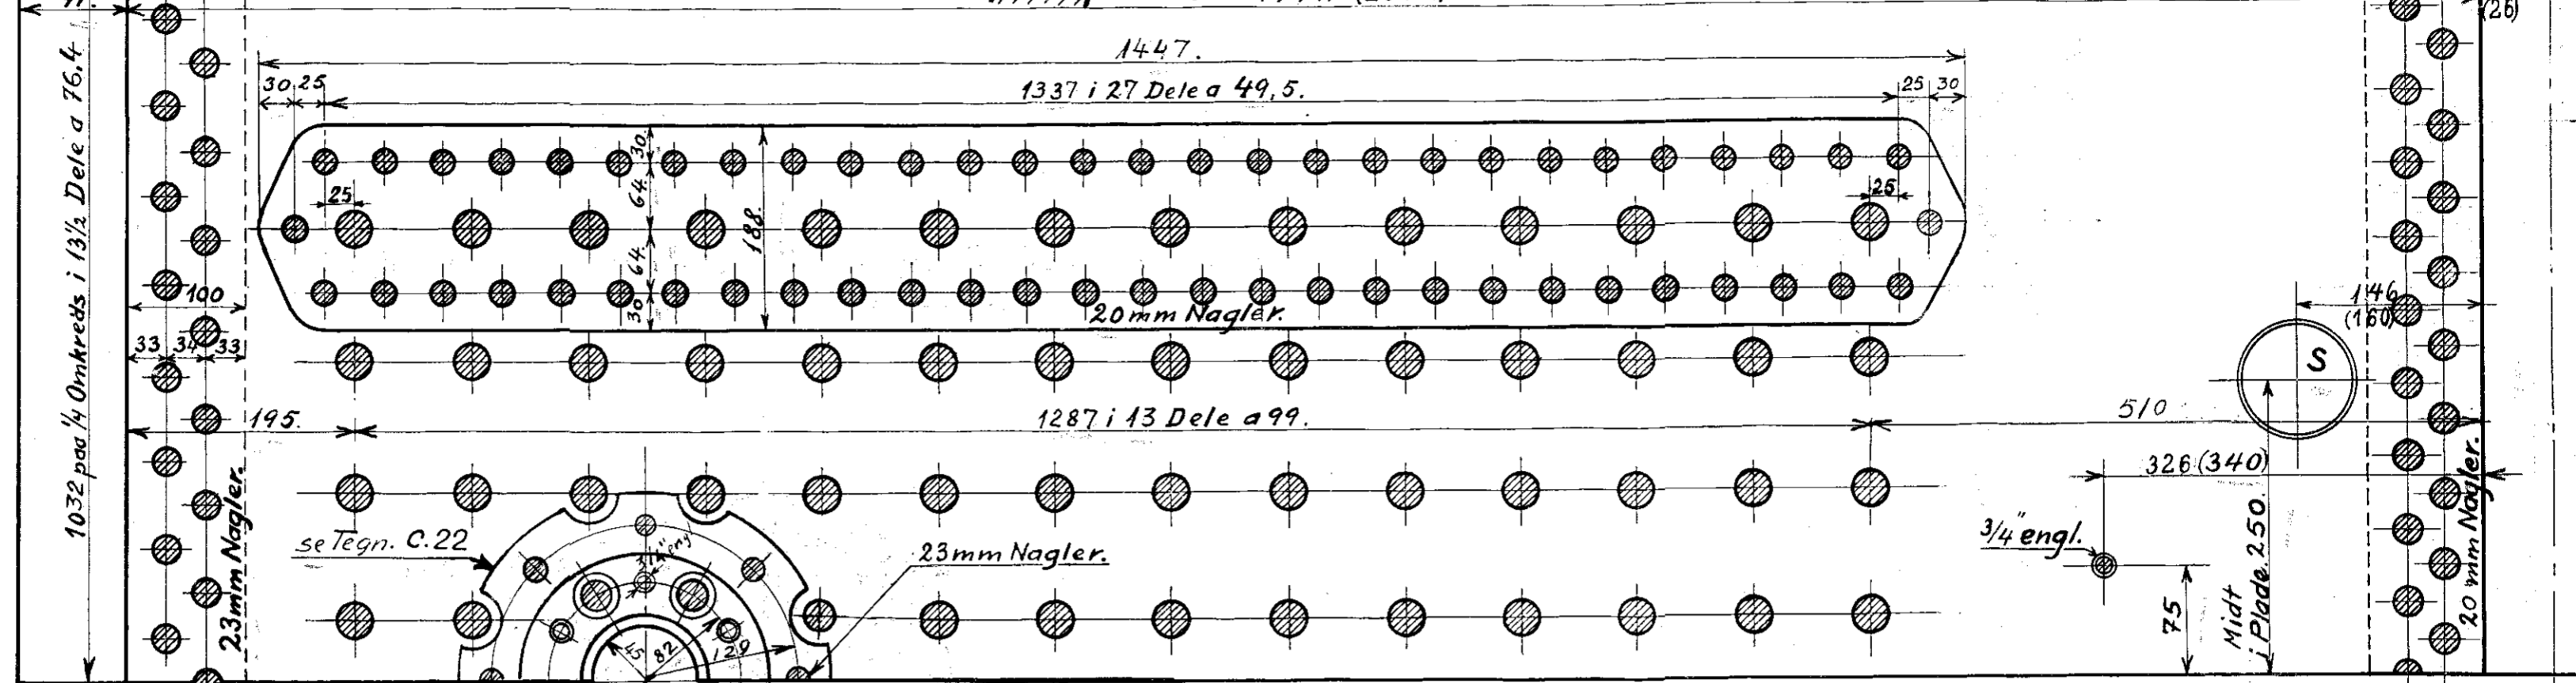 (26)
1447.
30 25
1337 i 27 Dele a 49,5.
25 30
1032 paa 1/4 Omkreds i 13½ Dele a 76,4
30.
64.
188.
25
25
64.
30
20mm Nagler.
100
33 34 33
146
(160)
S
195.
1287 i 13 Dele a 99.
510
326 (340)
23mm Nagler.
se Tegn. C.22
23mm Nagler.
3/4" engl.
75
Midt
i Plade. 250.
20 mm Nagler.
45 82 129